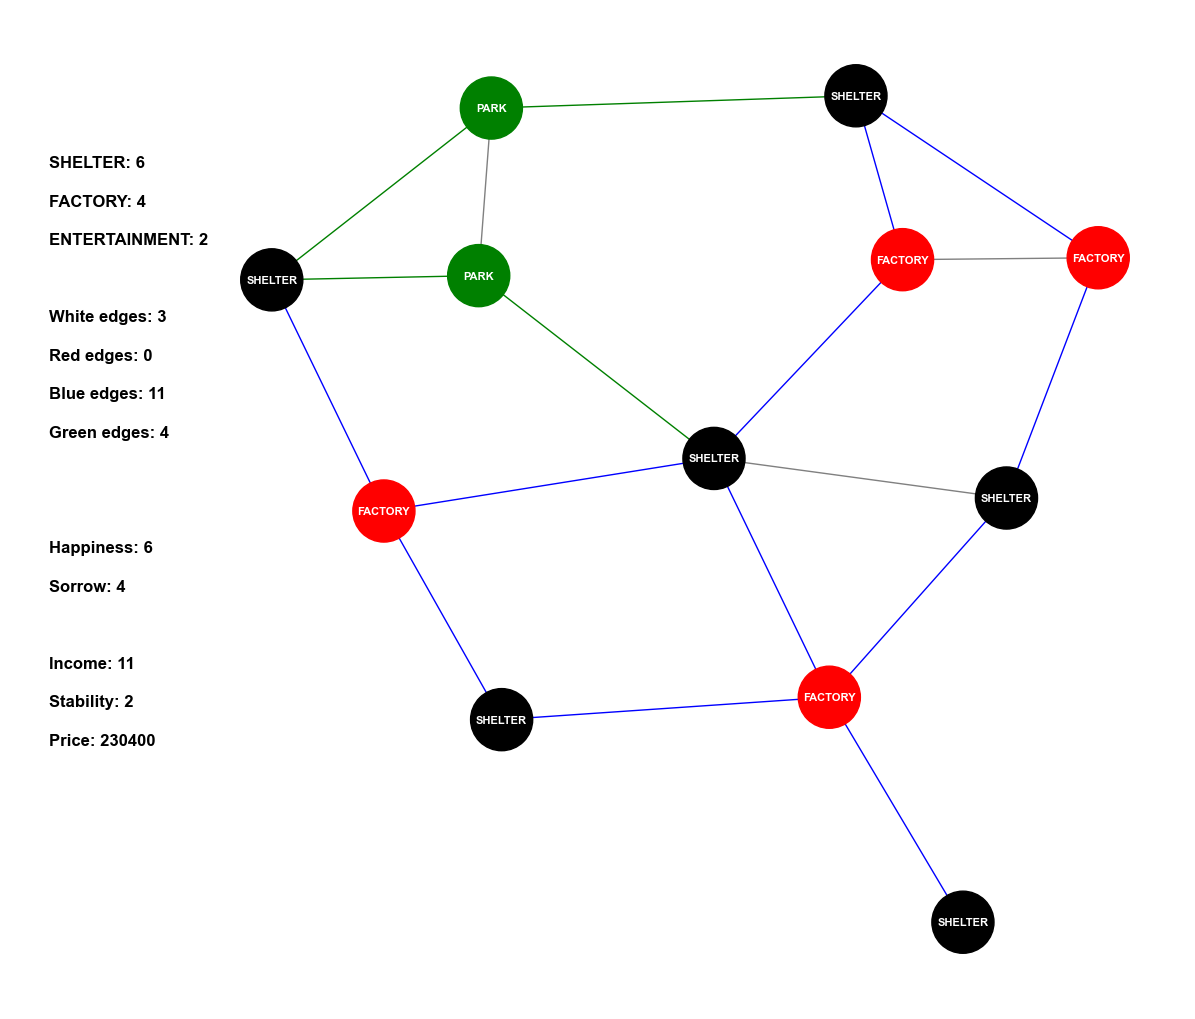 SHELTER
PARK
SHELTER: 6
FACTORY: 4
ENTERTAINMENT: 2
FACTORY
FACTORY
SHELTER
PARK
White edges: 3
Red edges: 0
Blue edges: 11
Green edges: 4
SHELTER
SHELTER
FACTORY
Happiness: 6
Sorrow: 4
Income: 11
Stability: 2
Price: 230400
FACTORY
SHELTER
SHELTER